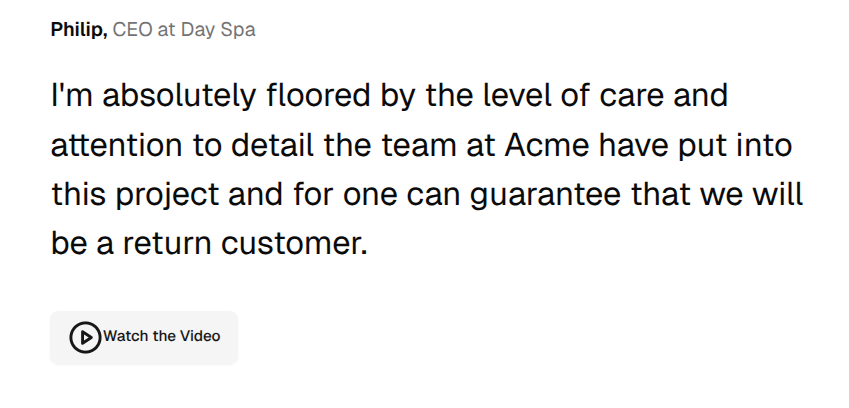 Philip, CEO at Day Spa
I'm absolutely floored by the level of care and
attention to detail the team at Acme have put into
this project and for one can guarantee that we will
be a return customer.
Watch the Video